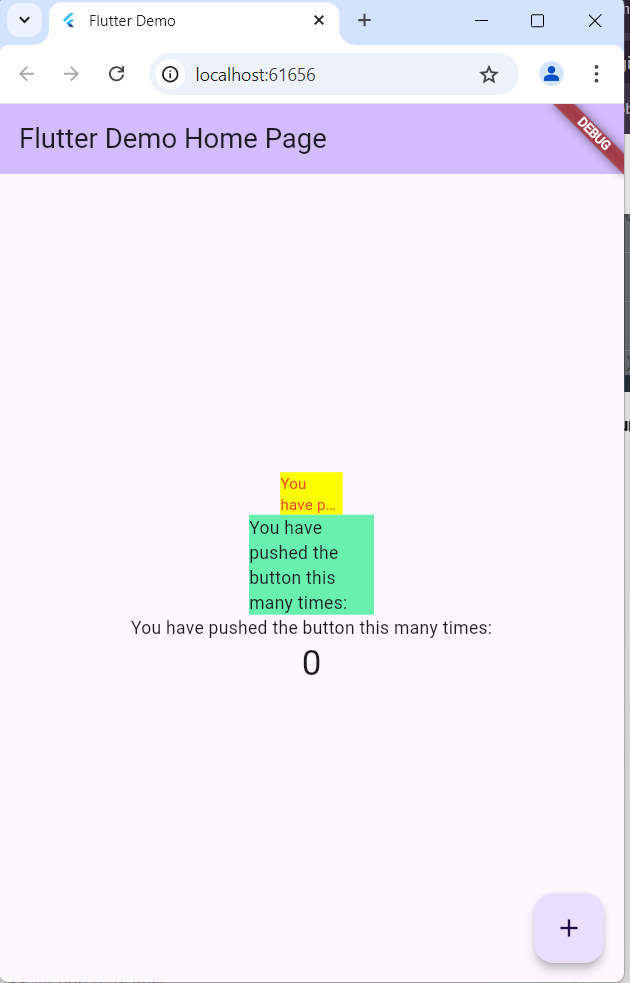 Flutter Demo
localhost:61656
Flutter Demo Home Page
DEBUG
You
have p…
You have
pushed the
button this
many times:
You have pushed the button this many times:
0